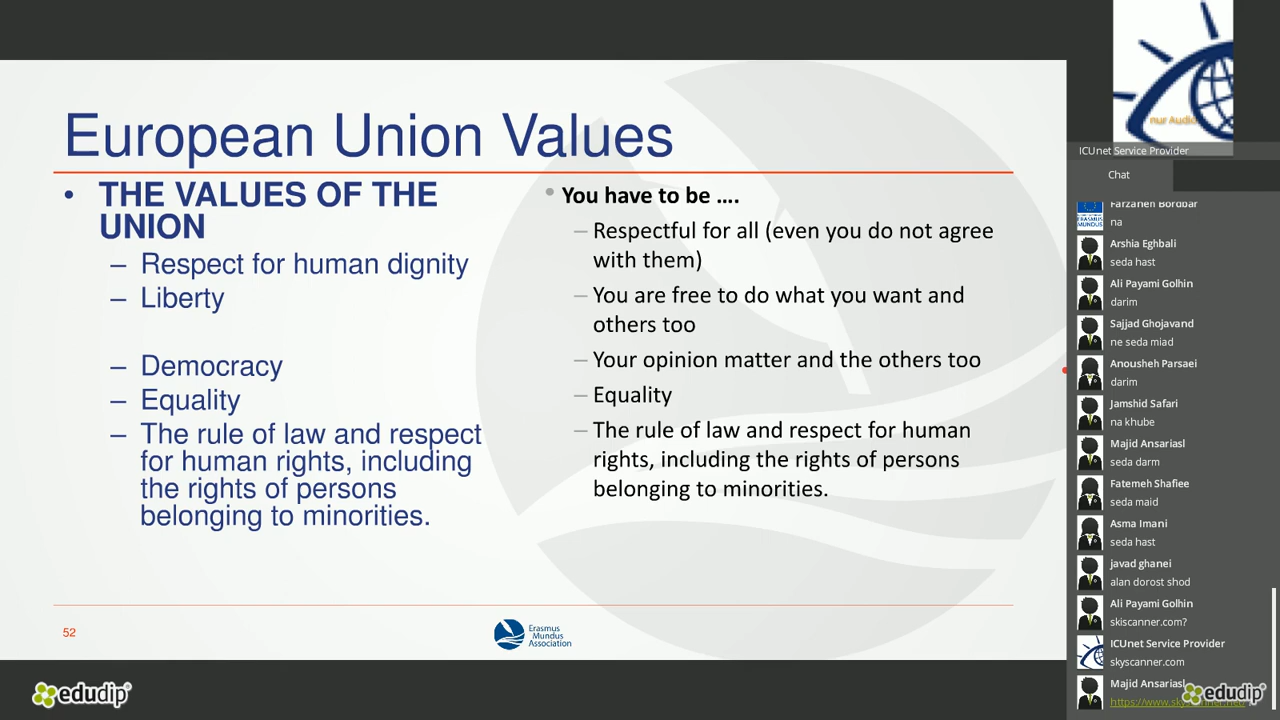 European Union Values
• THE VALUES OF THE
UNION
– Respect for human dignity
– Liberty
– Democracy
– Equality
– The rule of law and respect
for human rights, including
the rights of persons
belonging to minorities.
• You have to be ....
– Respectful for all (even you do not agree
with them)
– You are free to do what you want and
others too
– Your opinion matter and the others too
– Equality
– The rule of law and respect for human
rights, including the rights of persons
belonging to minorities.
52
Erasmus
Mundus
Association
edudip
nur Audio
ICUnet Service Provider
Chat
Farzaneh Bordbar
na
Arshia Eghbali
seda hast
Ali Payami Golhin
darim
Sajjad Ghojavand
ne seda miad
Anousheh Parsaei
darim
Jamshid Safari
na khube
Majid Ansariasl
seda darm
Fatemeh Shafiee
seda maid
Asma Imani
seda hast
javad ghanei
alan dorost shod
Ali Payami Golhin
skiscanner.com?
ICUnet Service Provider
skyscanner.com
Majid Ansariasl
edudip